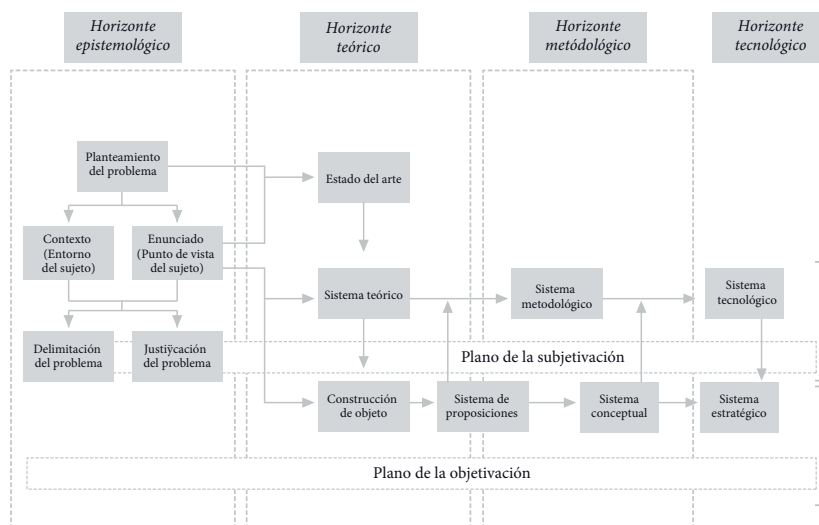 Horizonte
epistemológico
Horizonte
teórico
Horizonte
metódológico
Horizonte
tecnológico
Planteamiento
del problema
Estado del arte
Contexto
(Entorno
del sujeto)
Enunciado
(Punto de vista
del sujeto)
Sistema teórico
Sistema
metodológico
Sistema
tecnológico
Delimitación
del problema
Justiÿcación
del problema
Plano de la subjetivación
Construcción
de objeto
Sistema de
proposiciones
Sistema
conceptual
Sistema
estratégico
Plano de la objetivación